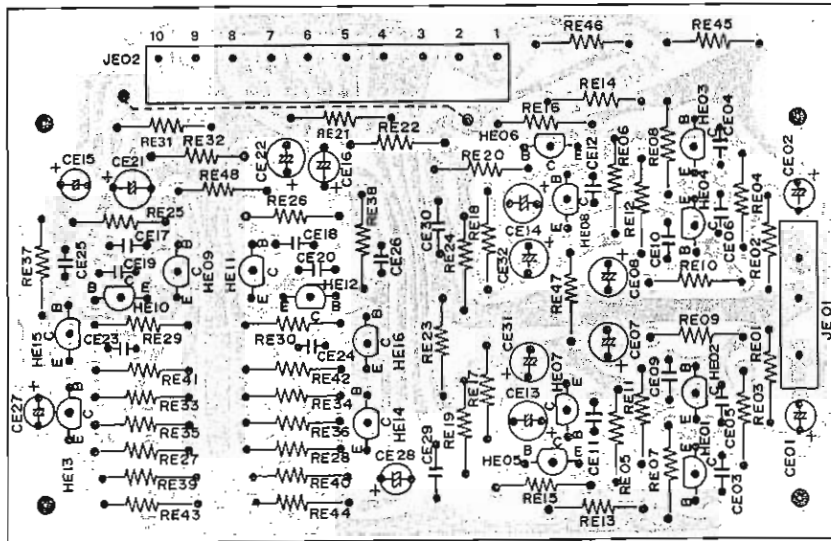 RE46 RE45
10 9 8 7 6 5 4 3 2 1
JE02
RE14
RE16
RE31 RE32 RE21 RE22
HE06 B C E
CE12 RE06 RE08
B HE03 C E CE04
CE15 CE21 CE22 CE16
RE48 RE20
CE02
RE25 RE26 RE38
CE30 RE24 RE18 CE32 CE14
B C E HE08
RE12 CE10
B HE04 C E CE06
RE04 RE02
RE37 CE25 CE17 CE19
B C E HE09
HE11 B C E
CE18 CE20 CE26
CE08 RE10
JE01
B C E HE10
B C E HE12
RE47
HE15 B C E
RE29 CE23 RE30 CE24
B C E HE16
RE23 CE31
CE07 RE09
RE01
RE41 RE42
HE07 E C B
CE09 RE11
HE02 E C B CE05
RE03
CE27 RE33 RE34
B C E HE13
RE35 RE36
B C E HE14
RE19 RE17 CE13
CE11 RE05 RE07
HE01 E C B CE03
CE01
RE27 RE28
CE28 CE29
HE05 B C E
RE39 RE40
RE15
RE43 RE44
RE13